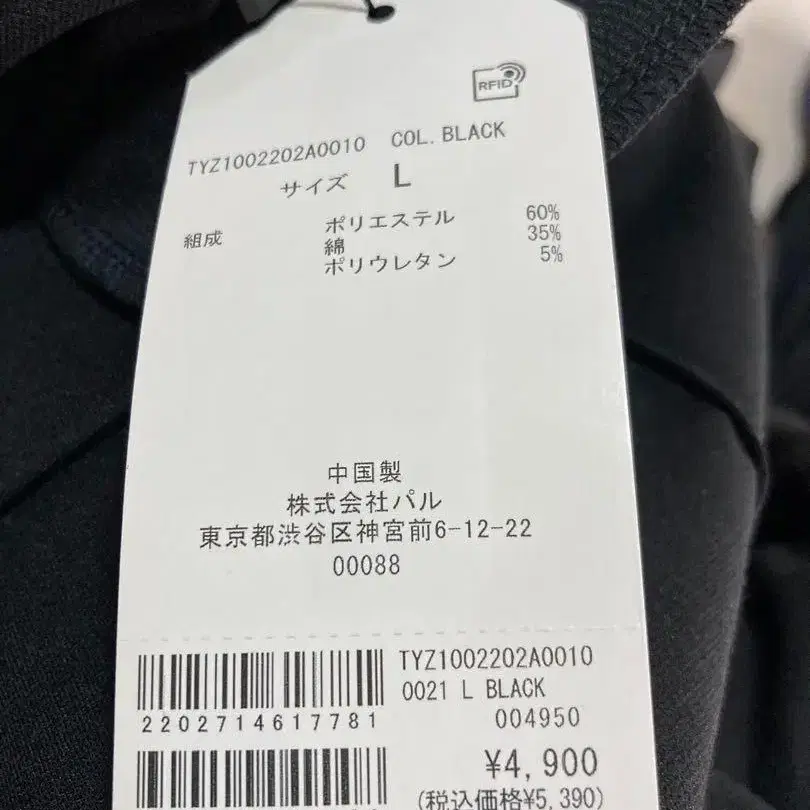 RFID
TYZ1002202A0010 COL. BLACK
サイズ L
組成 ポリエステル 60%
綿 35%
ポリウレタン 5%
中国製
株式会社パル
東京都渋谷区神宮前6-12-22
00088
TYZ1002202A0010
0021 L BLACK
2202714617781 004950
¥4,900
(税込価格¥5,390)